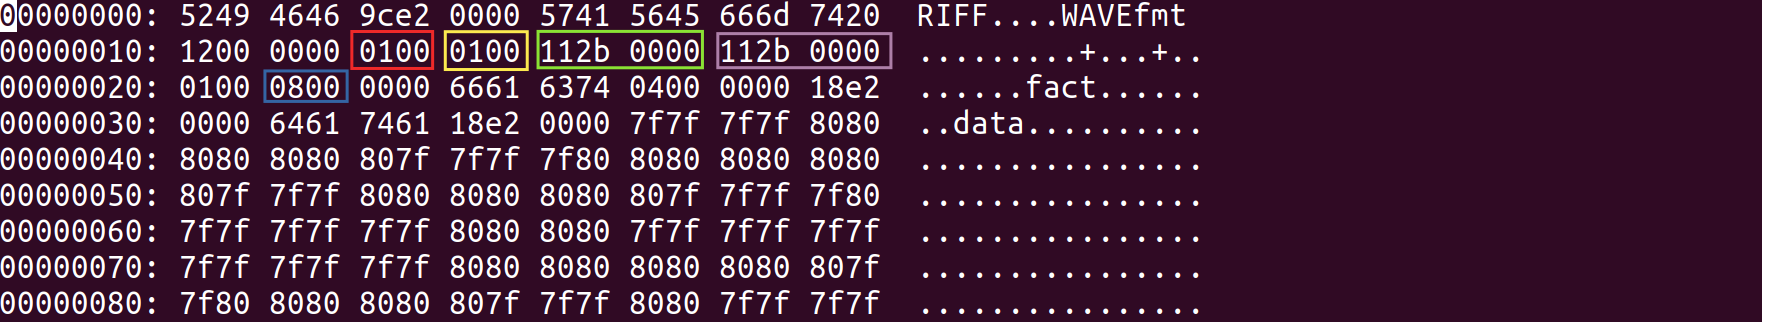 00000000: 5249 4646 9ce2 0000 5741 5645 666d 7420  RIFF....WAVEfmt
00000010: 1200 0000 0100 0100 112b 0000 112b 0000  .........+...+..
00000020: 0100 0800 0000 6661 6374 0400 0000 18e2  ......fact......
00000030: 0000 6461 7461 18e2 0000 7f7f 7f7f 8080  ..data..........
00000040: 8080 8080 807f 7f7f 7f80 8080 8080 8080  ................
00000050: 807f 7f7f 8080 8080 8080 807f 7f7f 7f80  ................
00000060: 7f7f 7f7f 7f7f 8080 8080 7f7f 7f7f 7f7f  ................
00000070: 7f7f 7f7f 7f7f 8080 8080 8080 8080 807f  ................
00000080: 7f80 8080 8080 807f 7f7f 8080 7f7f 7f7f  ................